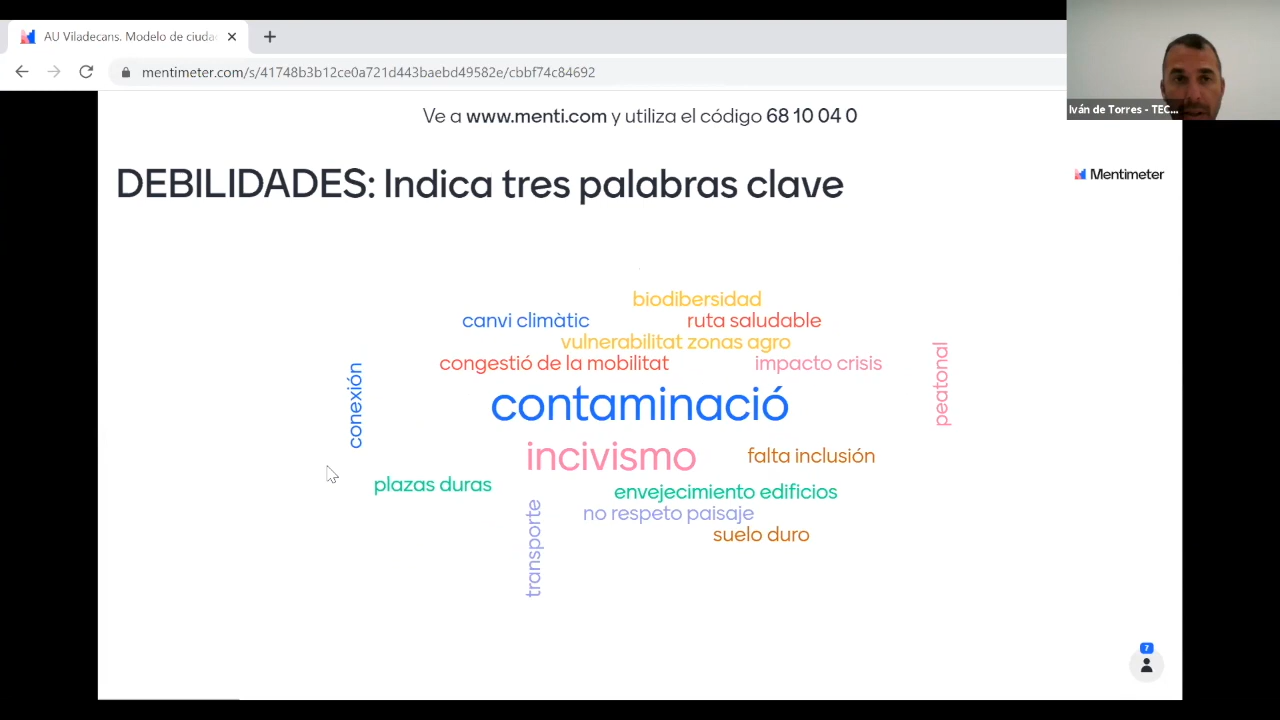 AU Viladecans. Modelo de ciuda
mentimeter.com/s/41748b3b12ce0a721d443baebd49582e/cbbf74c84692
Iván de Torres - TEC...
Ve a www.menti.com y utiliza el código 68 10 04 0
DEBILIDADES: Indica tres palabras clave
Mentimeter
biodibersidad
canvi climàtic
ruta saludable
vulnerabilitat zonas agro
congestió de la mobilitat
impacto crisis
peatonal
conexión
contaminació
incivismo
falta inclusión
plazas duras
envejecimiento edificios
no respeto paisaje
transporte
suelo duro
7